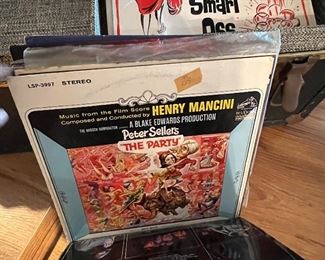 Smart
Ass
LSP-3997 STEREO
Music from the Film Score
Composed and Conducted by HENRY MANCINI
THE MIRISCH CORPORATION A BLAKE EDWARDS PRODUCTION
Peter Sellers
"THE PARTY"